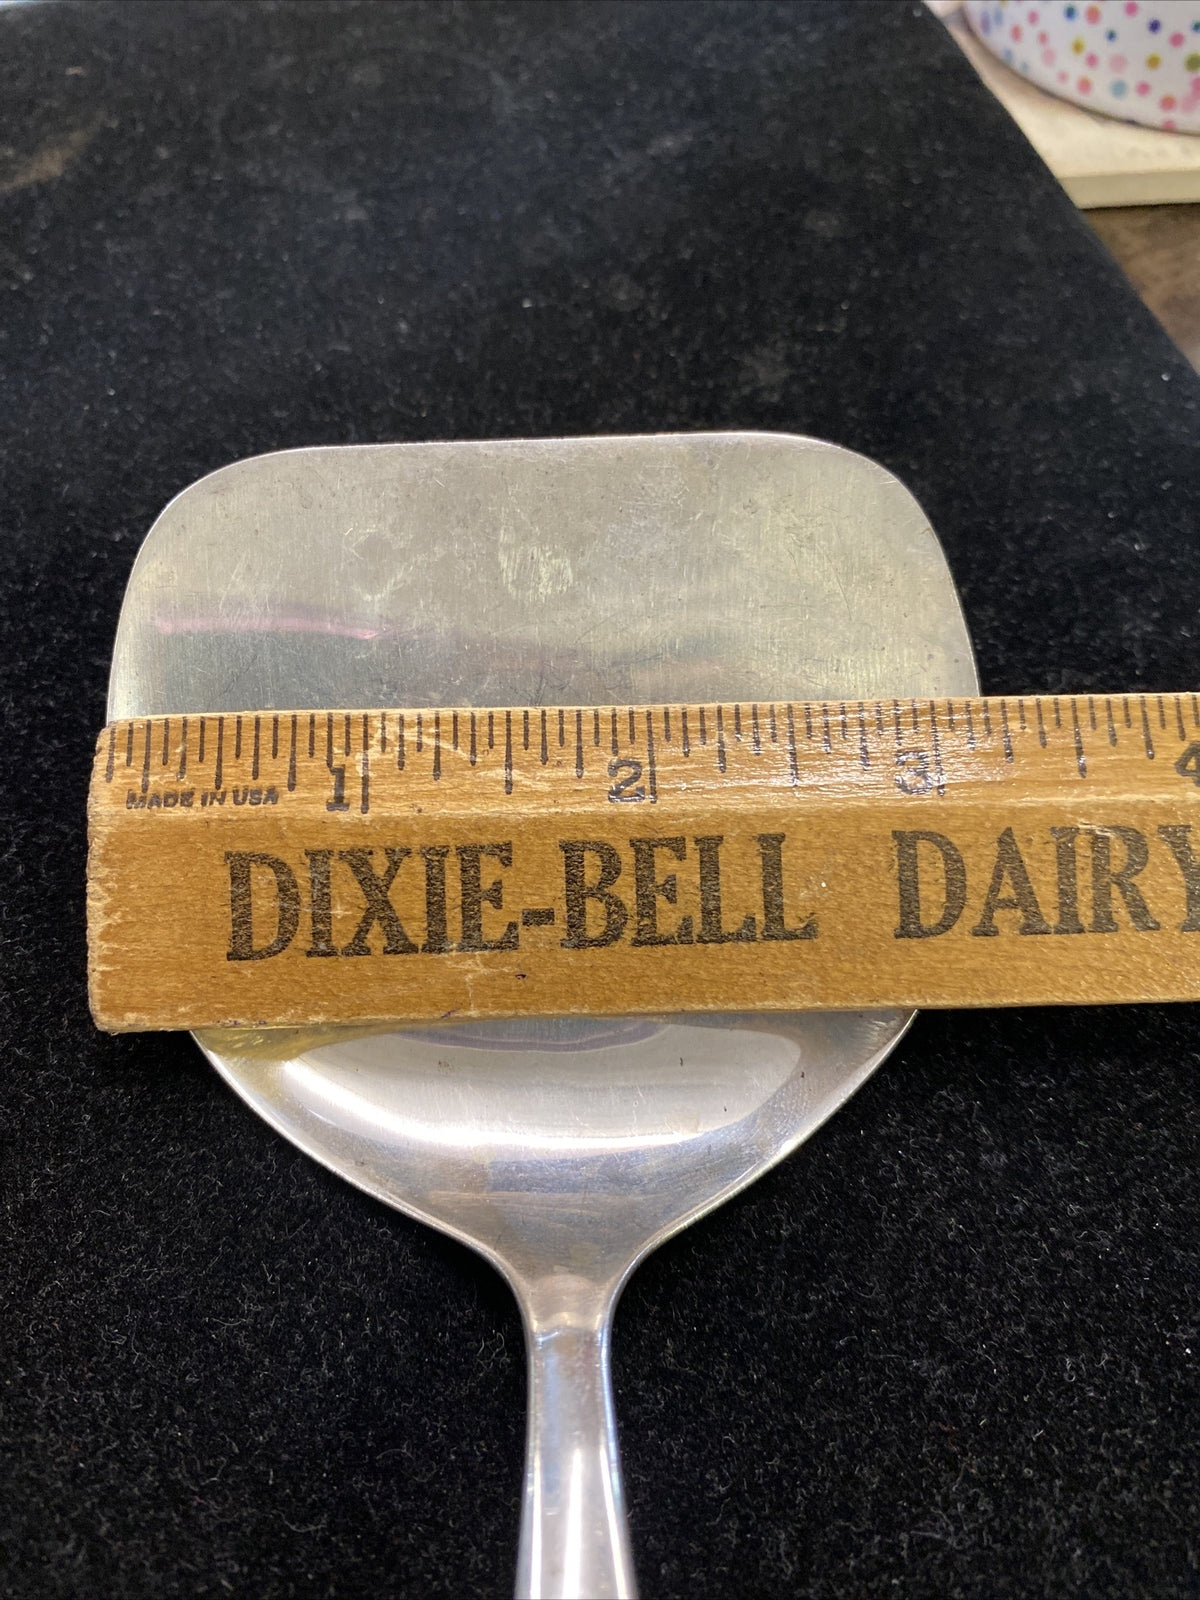 1 2 3 4
MADE IN USA
DIXIE-BELL DAIRY